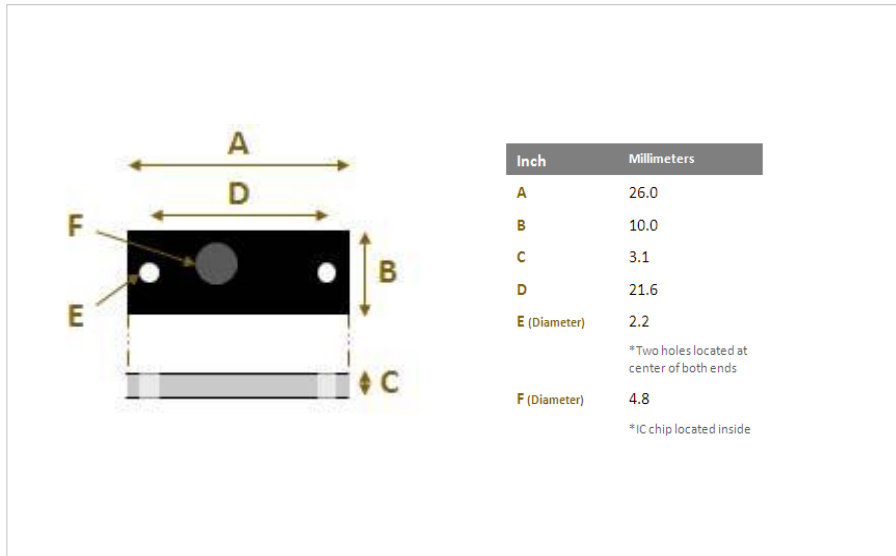 A
D
F
B
E
C
Inch Millimeters
A 26.0
B 10.0
C 3.1
D 21.6
E (Diameter) 2.2
*Two holes located at
center of both ends
F (Diameter) 4.8
*IC chip located inside